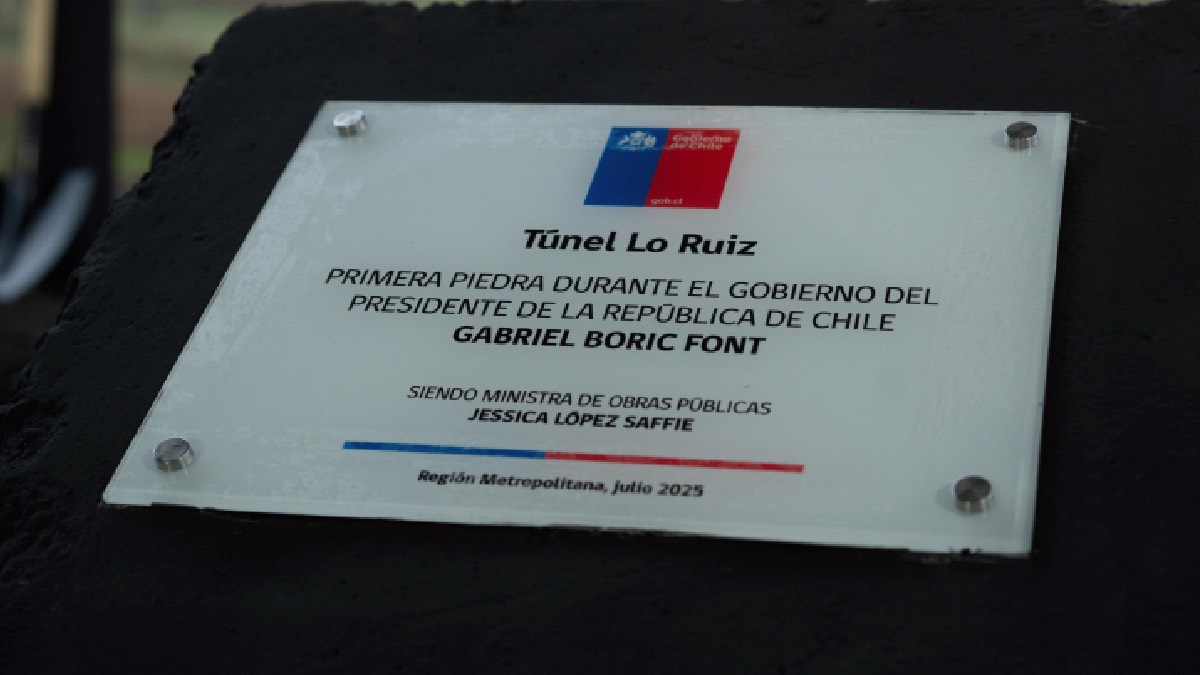 Gobierno
de Chile
gob.cl
Túnel Lo Ruiz
PRIMERA PIEDRA DURANTE EL GOBIERNO DEL
PRESIDENTE DE LA REPÚBLICA DE CHILE
GABRIEL BORIC FONT
SIENDO MINISTRA DE OBRAS PÚBLICAS
JESSICA LÓPEZ SAFFIE
Región Metropolitana, julio 2025